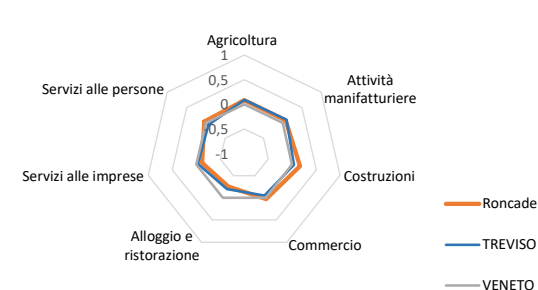 Agricoltura
1
0,5
0
-0,5
-1
Attività
manifatturiere
Costruzioni
Commercio
Alloggio e
ristorazione
Servizi alle imprese
Servizi alle persone
Roncade
TREVISO
VENETO